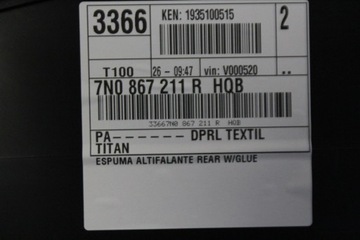 3366 KEN: 1935100515 2
T100 26 - 09:47 vin: V000520 ..
7N0 867 211 R HQB
33667N0 867 211 R HQB
PA------ DPRL TEXTIL
TITAN
ESPUMA ALTIFALANTE REAR W/GLUE